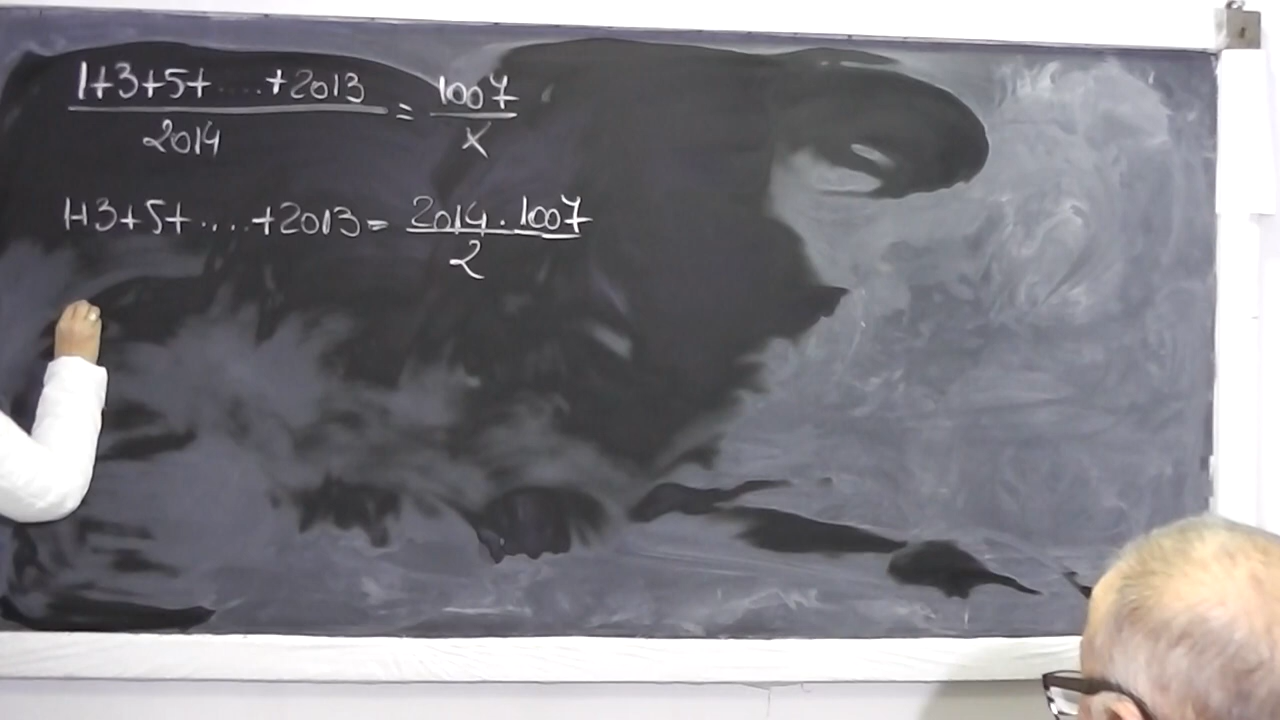 1+3+5+....+2013/2014 = 1007/x
1+3+5+....+2013 = 2014.1007/2